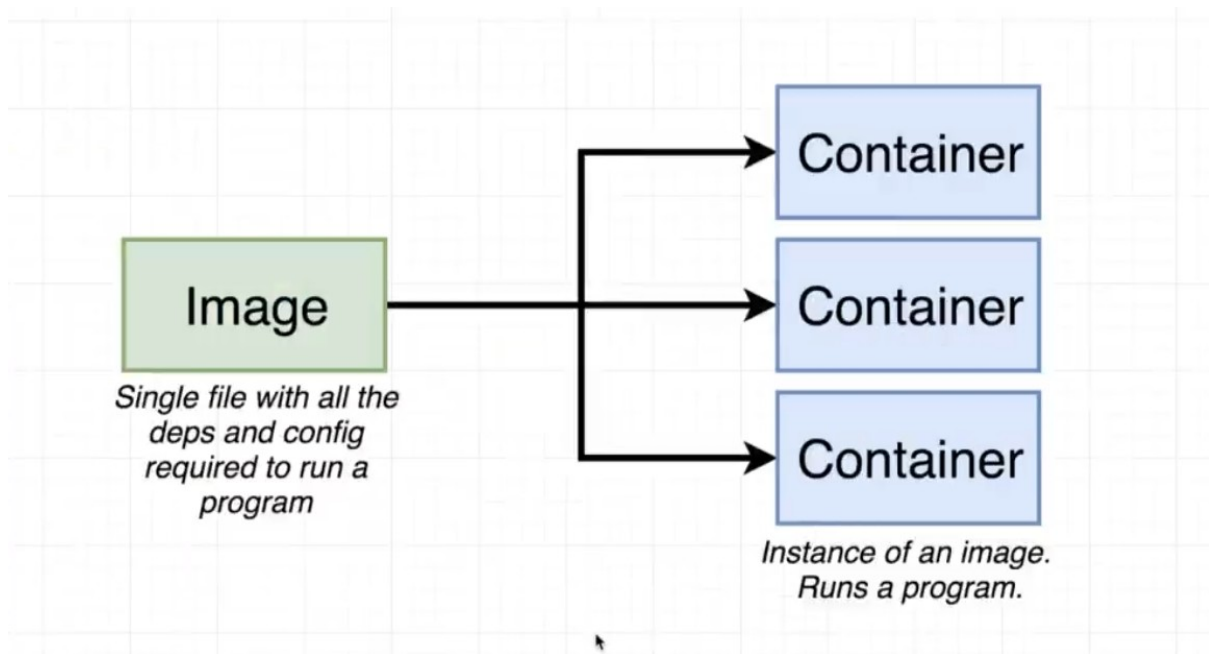 Container
Image
Container
Single file with all the
deps and config
required to run a
program
Container
Instance of an image.
Runs a program.